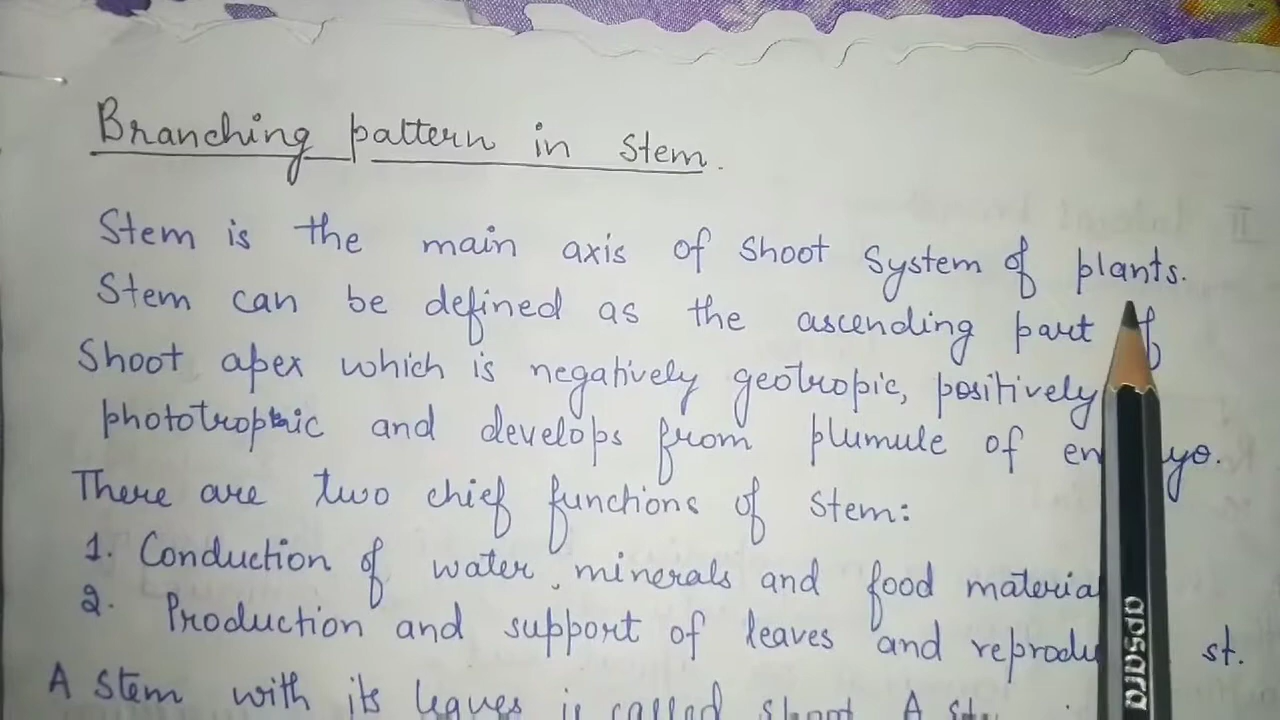 Branching pattern in stem.
Stem is the main axis of shoot system of plants.
Stem can be defined as the ascending part of
Shoot apex which is negatively geotropic, positively
phototrophic and develops from plumule of
There are two chief functions of stem:
1. Conduction of water, minerals and food
2. Production and support of leaves and st.
A stem with its leaves is called shoot. A
apsara